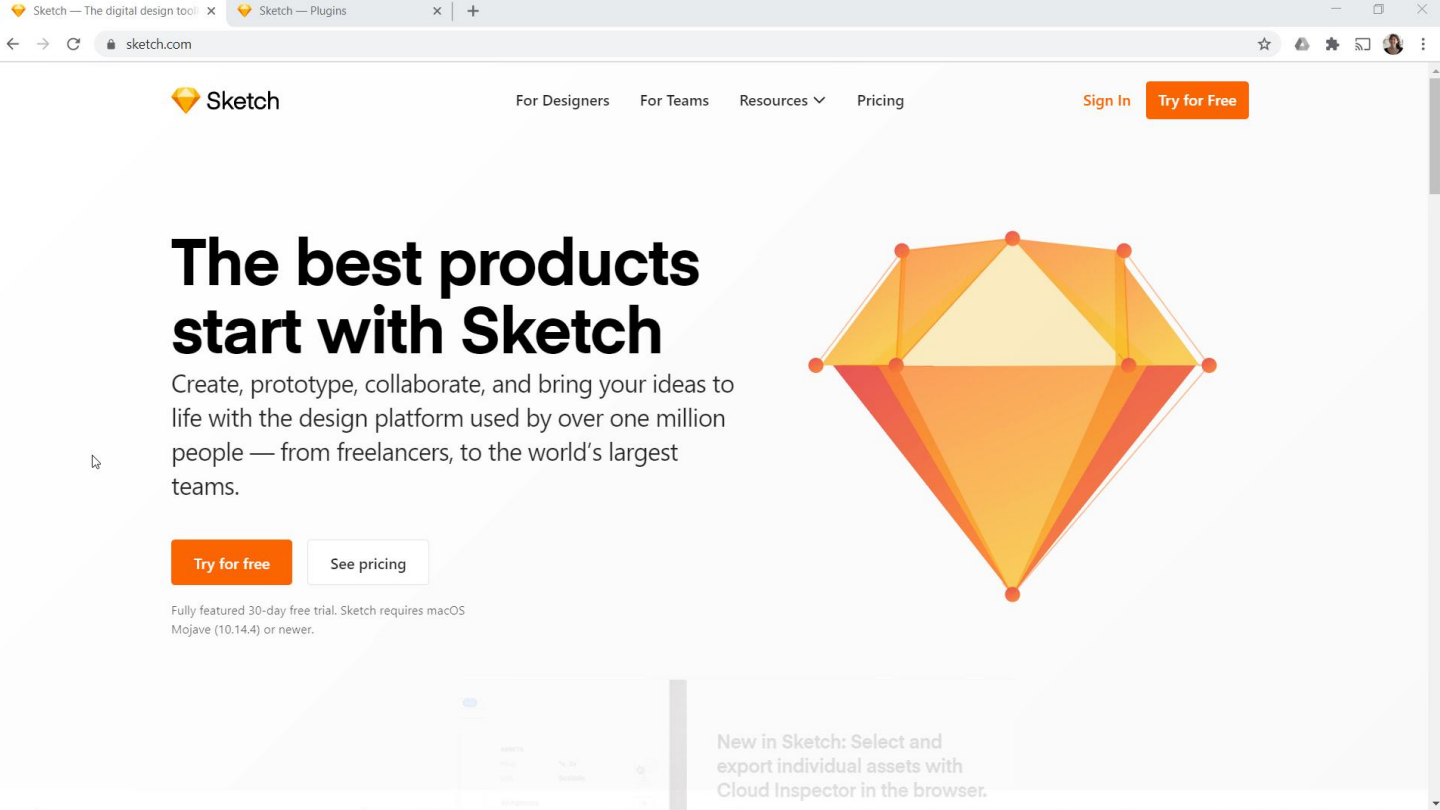 Sketch — The digital design tool
Sketch — Plugins
sketch.com
Sketch
For Designers
For Teams
Resources
Pricing
Sign In
Try for Free
The best products
start with Sketch
Create, prototype, collaborate, and bring your ideas to
life with the design platform used by over one million
people — from freelancers, to the world’s largest
teams.
Try for free
See pricing
Fully featured 30-day free trial. Sketch requires macOS
Mojave (10.14.4) or newer.
New in Sketch: Select and
export individual assets with
Cloud Inspector in the browser.